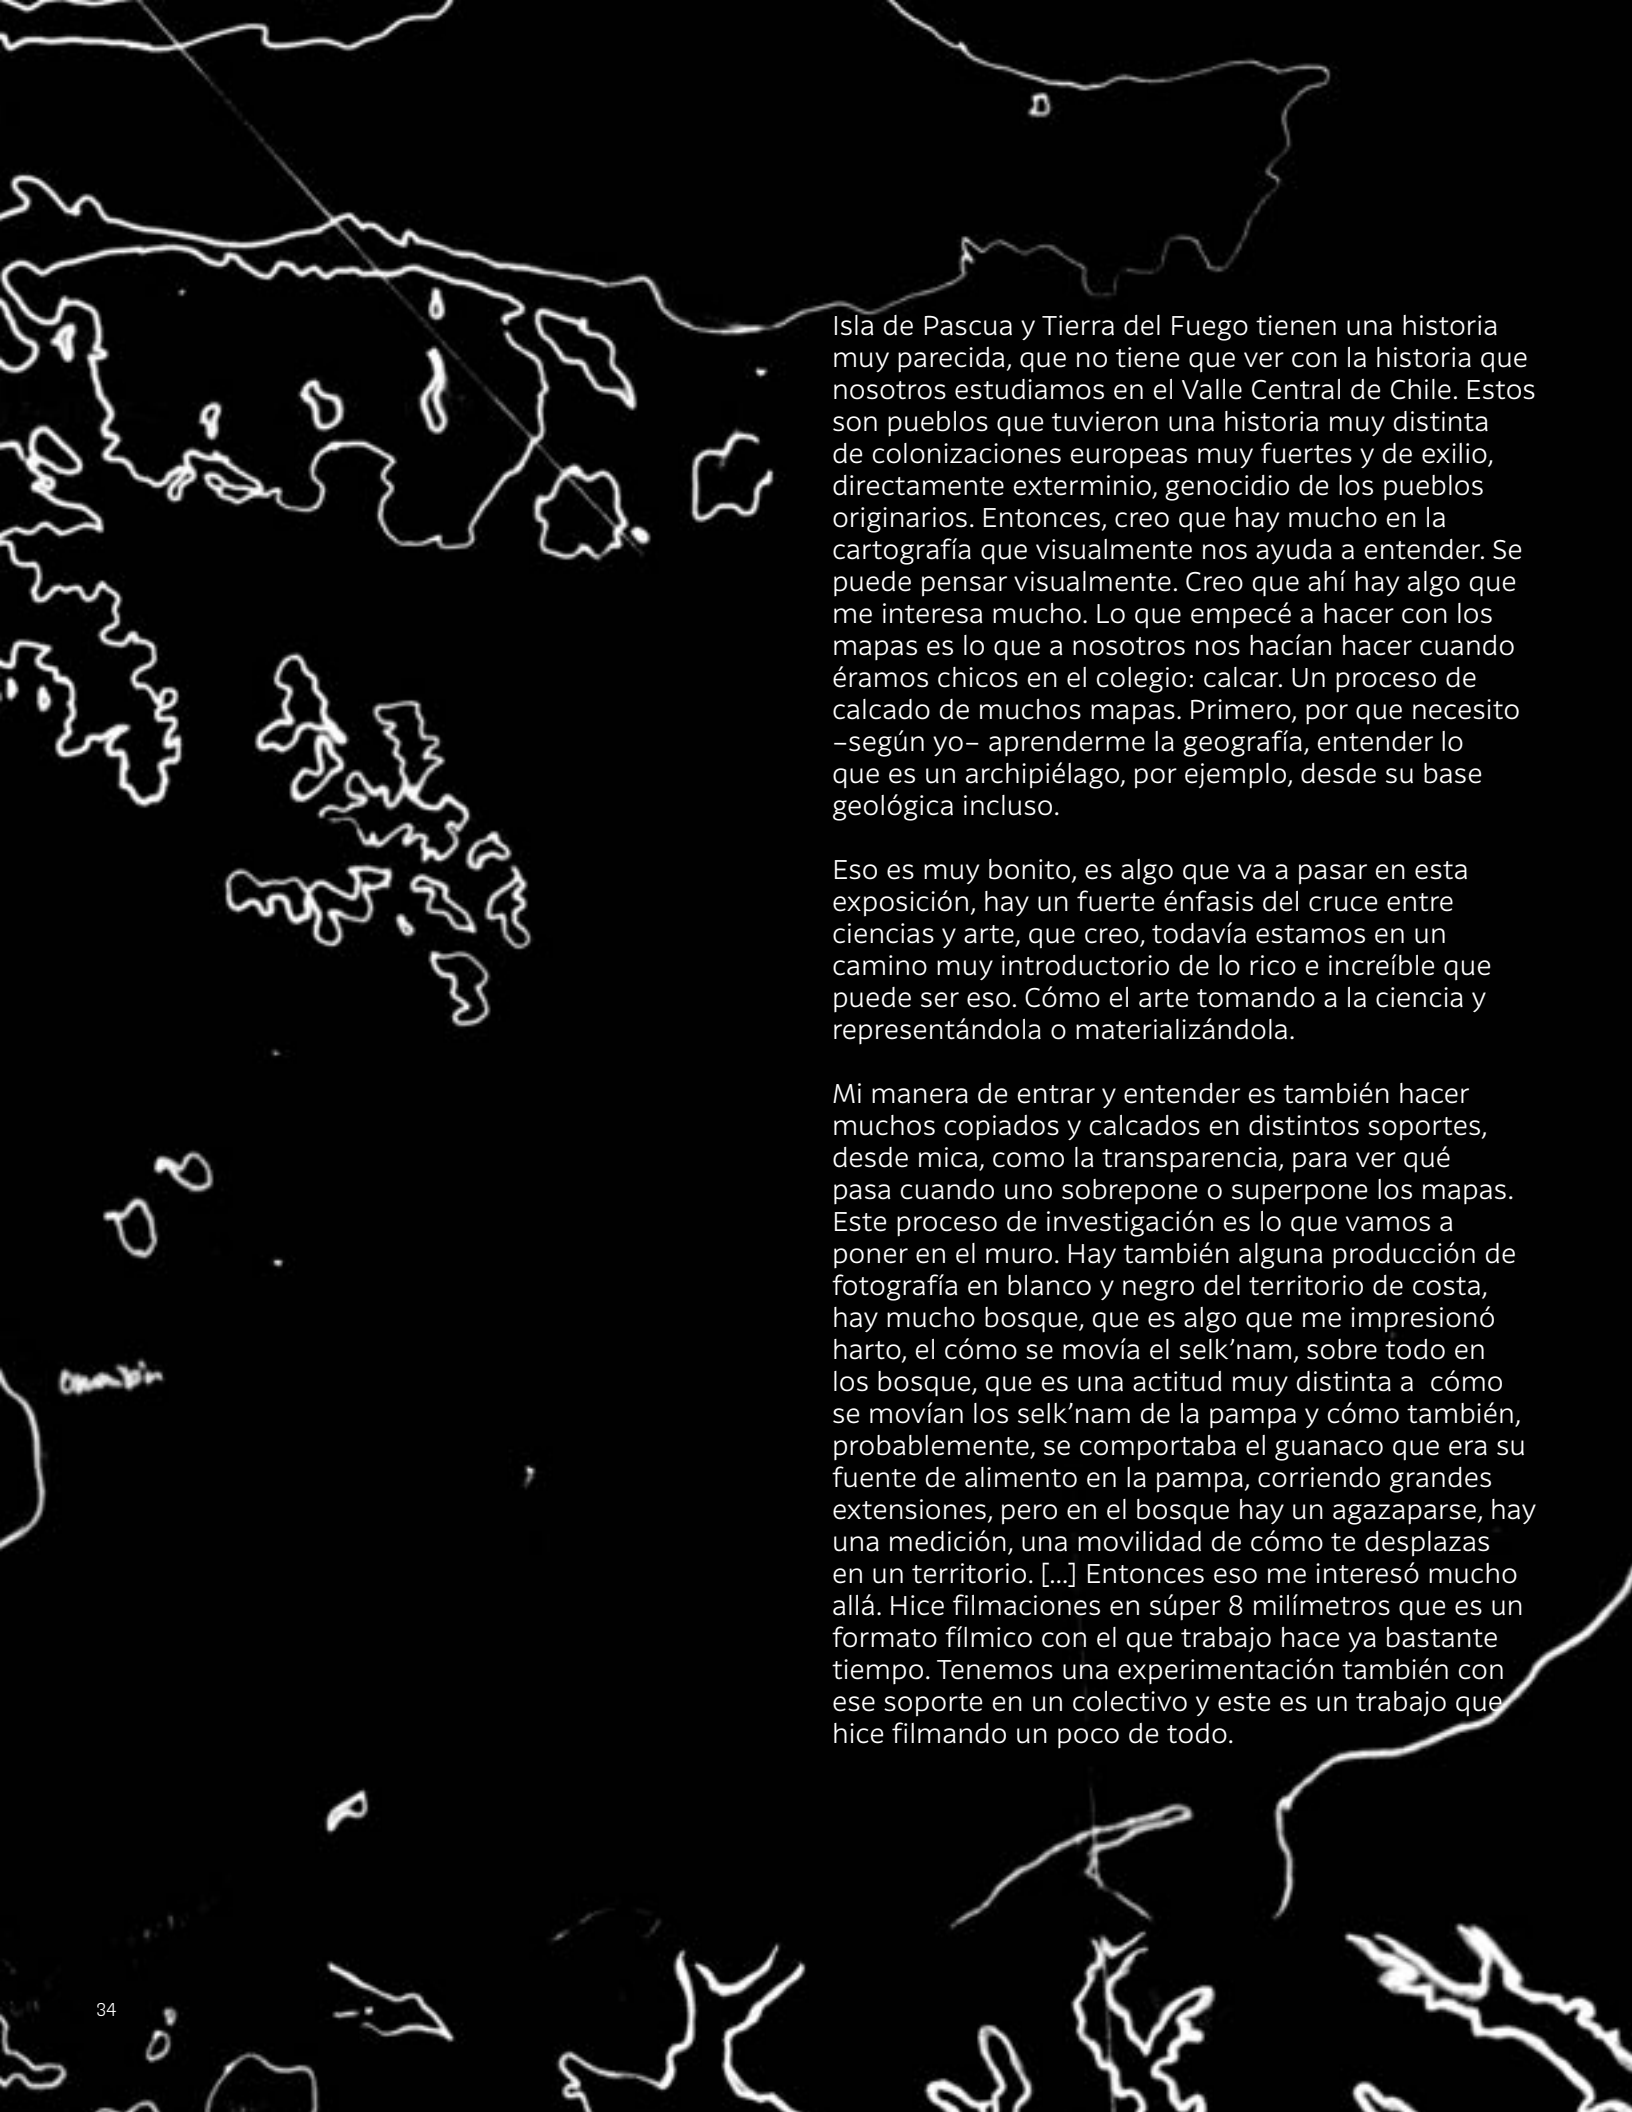 Isla de Pascua y Tierra del Fuego tienen una historia
muy parecida, que no tiene que ver con la historia que
nosotros estudiamos en el Valle Central de Chile. Estos
son pueblos que tuvieron una historia muy distinta
de colonizaciones europeas muy fuertes y de exilio,
directamente exterminio, genocidio de los pueblos
originarios. Entonces, creo que hay mucho en la
cartografía que visualmente nos ayuda a entender. Se
puede pensar visualmente. Creo que ahí hay algo que
me interesa mucho. Lo que empecé a hacer con los
mapas es lo que a nosotros nos hacían hacer cuando
éramos chicos en el colegio: calcar. Un proceso de
calcado de muchos mapas. Primero, por que necesito
–según yo– aprenderme la geografía, entender lo
que es un archipiélago, por ejemplo, desde su base
geológica incluso.
Eso es muy bonito, es algo que va a pasar en esta
exposición, hay un fuerte énfasis del cruce entre
ciencias y arte, que creo, todavía estamos en un
camino muy introductorio de lo rico e increíble que
puede ser eso. Cómo el arte tomando a la ciencia y
representándola o materializándola.
Mi manera de entrar y entender es también hacer
muchos copiados y calcados en distintos soportes,
desde mica, como la transparencia, para ver qué
pasa cuando uno sobrepone o superpone los mapas.
Este proceso de investigación es lo que vamos a
poner en el muro. Hay también alguna producción de
fotografía en blanco y negro del territorio de costa,
hay mucho bosque, que es algo que me impresionó
harto, el cómo se movía el selk’nam, sobre todo en
los bosque, que es una actitud muy distinta a  cómo
se movían los selk’nam de la pampa y cómo también,
probablemente, se comportaba el guanaco que era su
fuente de alimento en la pampa, corriendo grandes
extensiones, pero en el bosque hay un agazaparse, hay
una medición, una movilidad de cómo te desplazas
en un territorio. [...] Entonces eso me interesó mucho
allá. Hice filmaciones en súper 8 milímetros que es un
formato fílmico con el que trabajo hace ya bastante
tiempo. Tenemos una experimentación también con
ese soporte en un colectivo y este es un trabajo que
hice filmando un poco de todo.
34